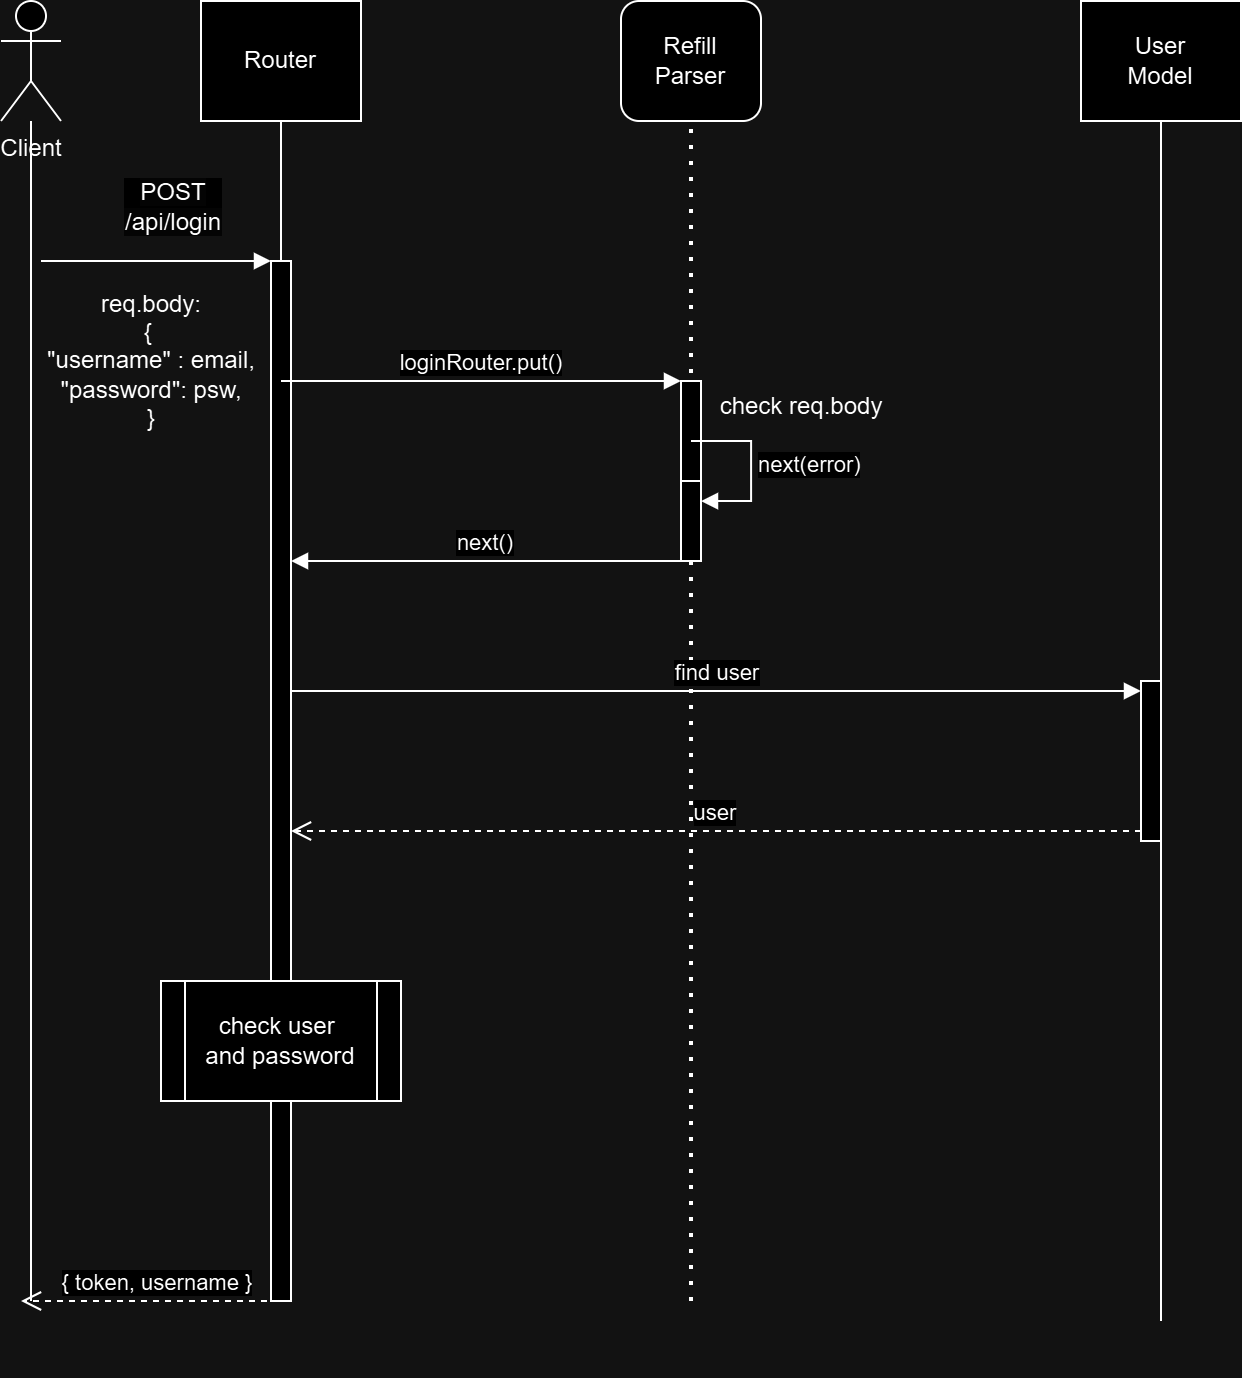 Router
Refill
Parser
User
Model
Client
POST
/api/login
req.body:
{
"username" : email,
"password": psw,
}
loginRouter.put()
check req.body
next(error)
next()
find user
user
check user
and password
{ token, username }